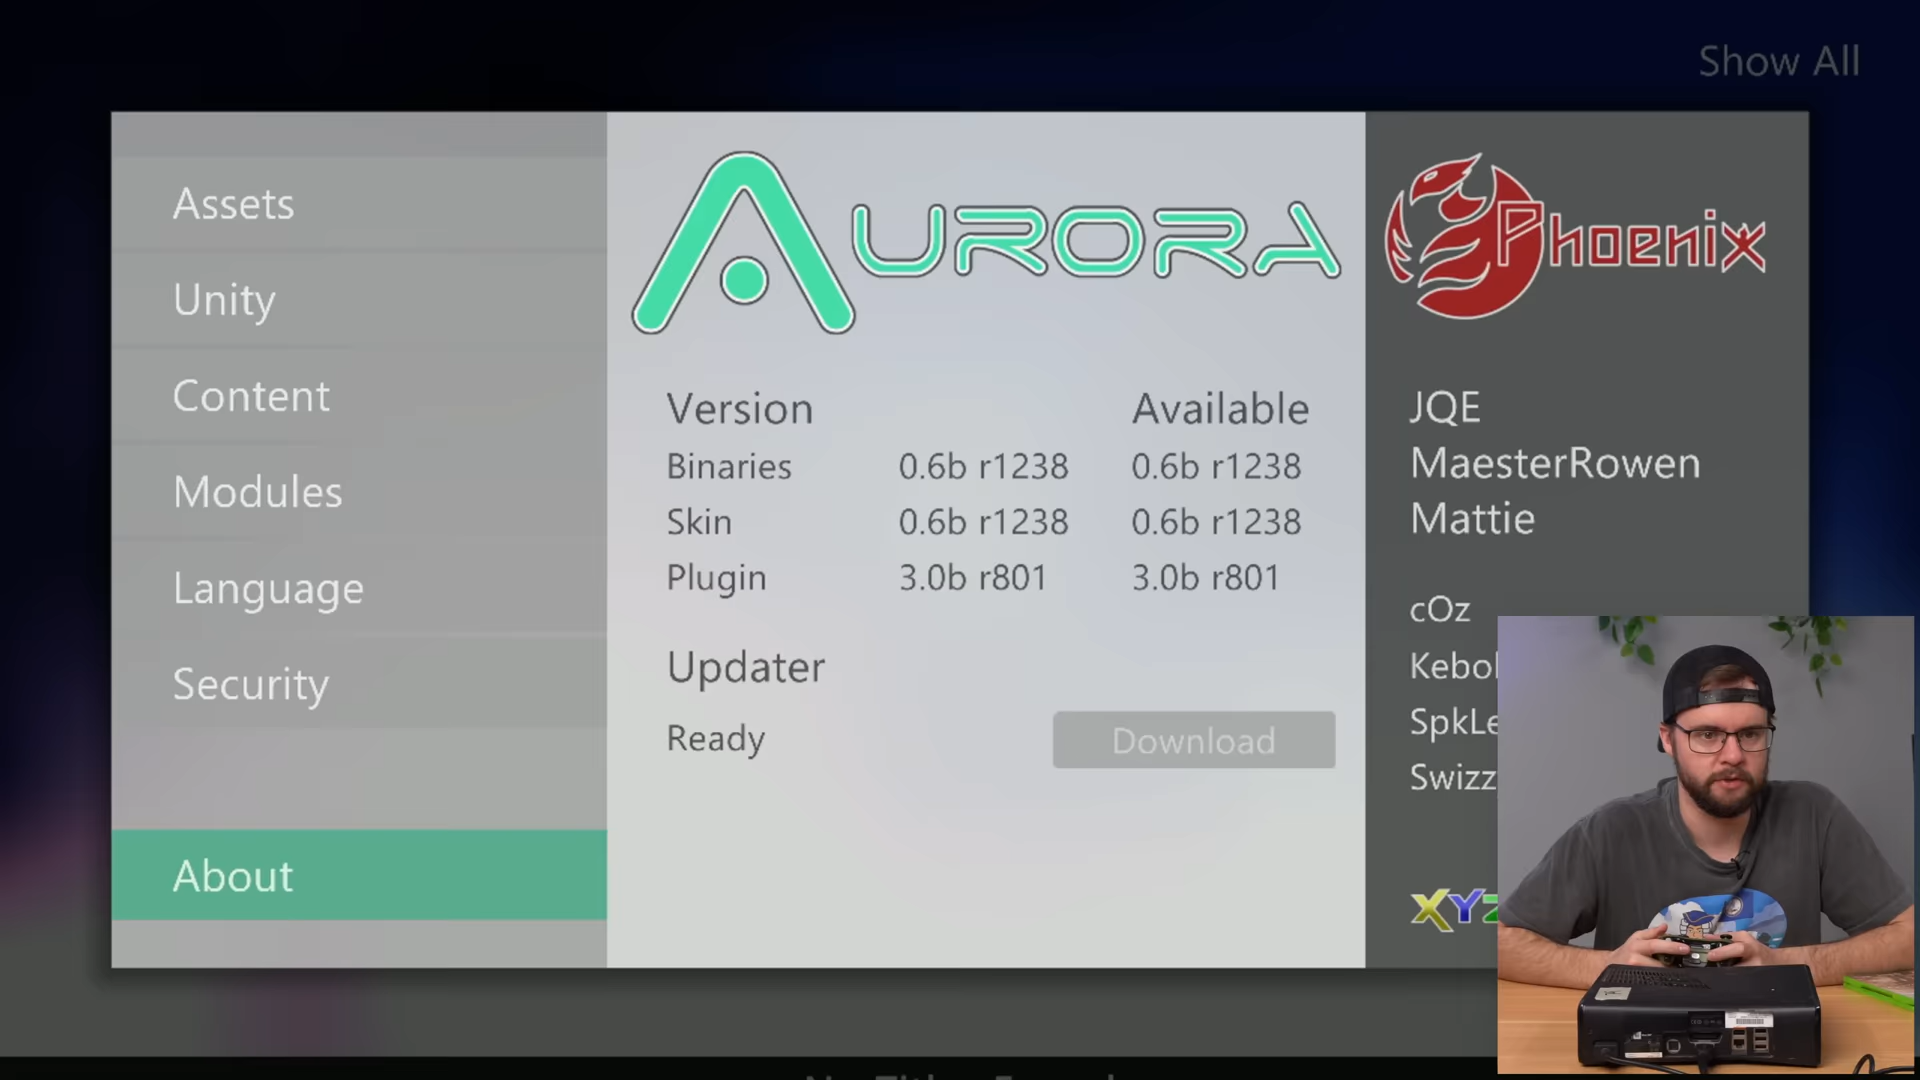 Show All
Assets
Unity
Content
Modules
Language
Security
About
AURORA
Version Available
Binaries 0.6b r1238 0.6b r1238
Skin 0.6b r1238 0.6b r1238
Plugin 3.0b r801 3.0b r801
Updater
Ready Download
Phoenix
JQE
MaesterRowen
Mattie
cOz